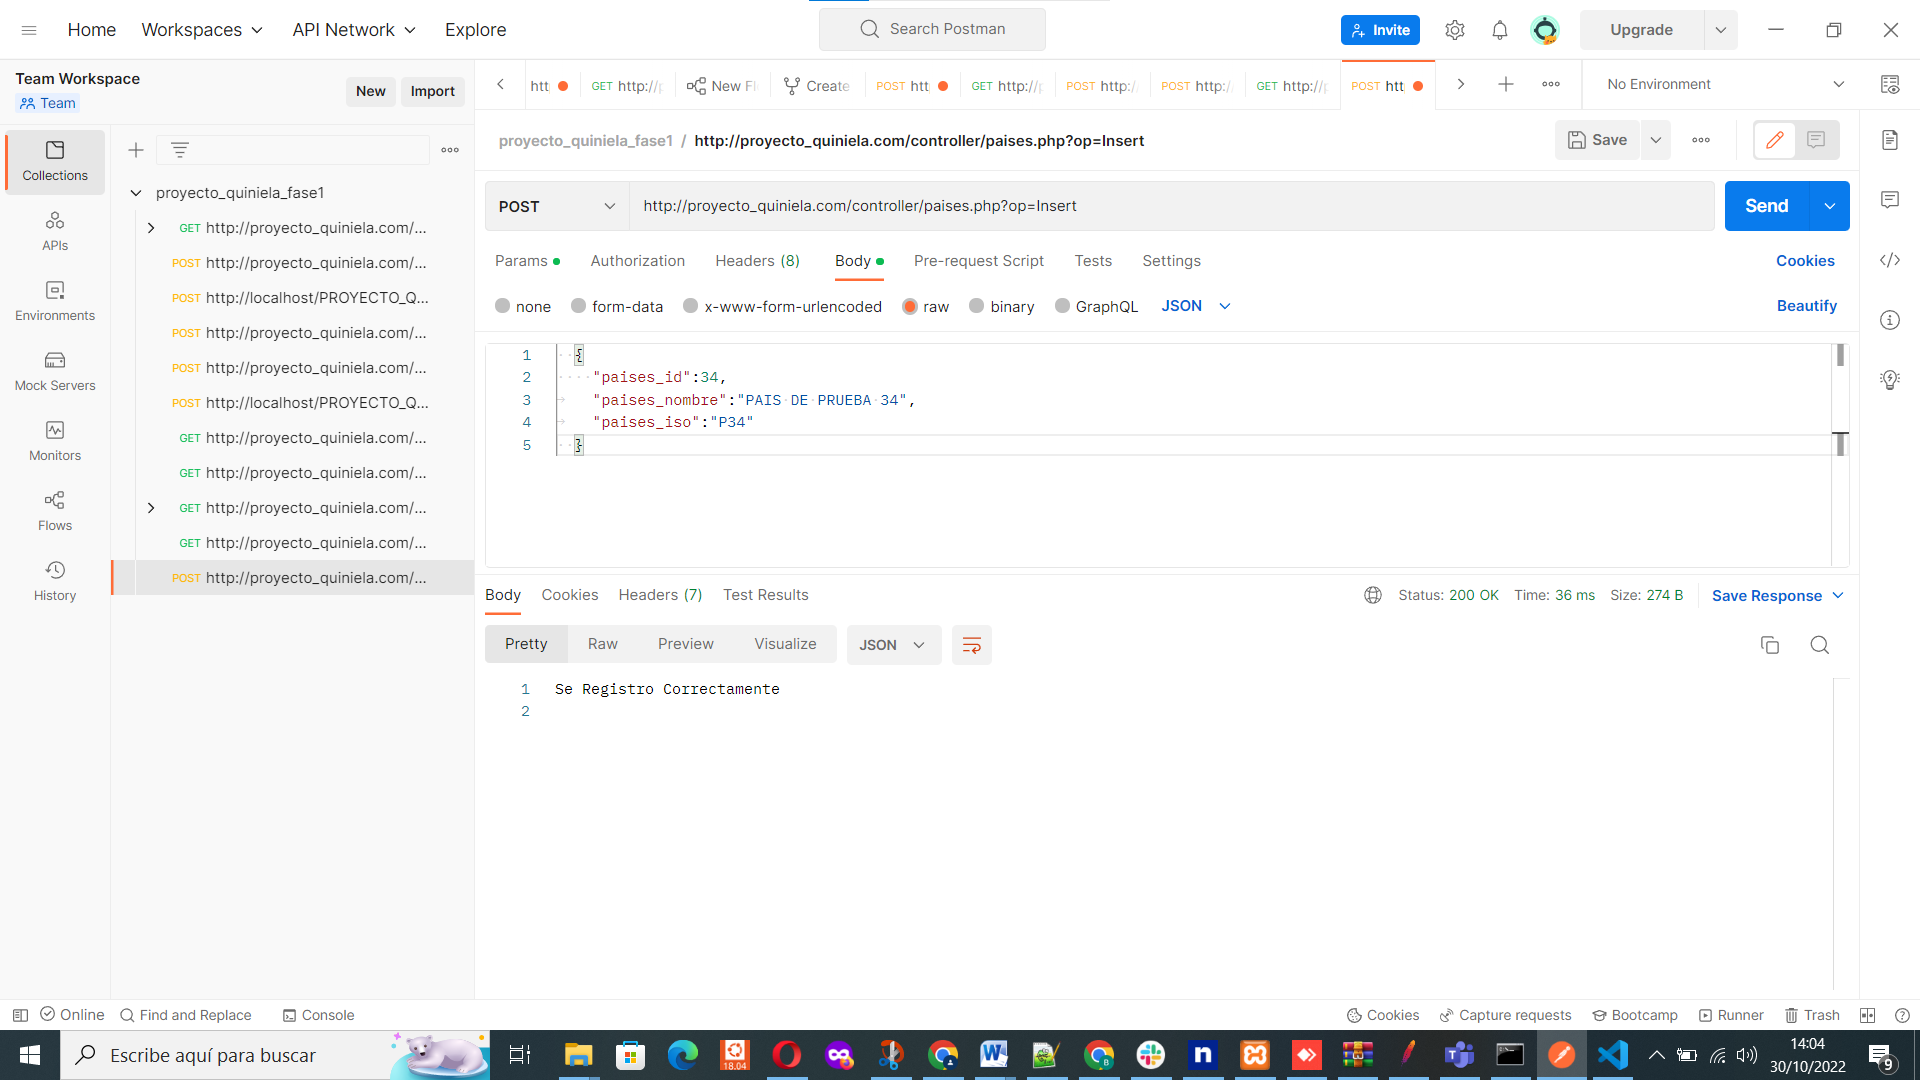 Home Workspaces API Network Explore
Search Postman
Invite
Upgrade
Team Workspace
Team
New Import
Collections
APIs
Environments
Mock Servers
Monitors
Flows
History
proyecto_quiniela_fase1
GET http://proyecto_quiniela.com/...
POST http://proyecto_quiniela.com/...
POST http://localhost/PROYECTO_Q...
POST http://proyecto_quiniela.com/...
POST http://proyecto_quiniela.com/...
POST http://localhost/PROYECTO_Q...
GET http://proyecto_quiniela.com/...
GET http://proyecto_quiniela.com/...
GET http://proyecto_quiniela.com/...
GET http://proyecto_quiniela.com/...
POST http://proyecto_quiniela.com/...
htt GET http://p New Fl Create POST htt GET http://p POST http:/ POST http:/ GET http://p POST htt
No Environment
proyecto_quiniela_fase1 / http://proyecto_quiniela.com/controller/paises.php?op=Insert
Save
POST http://proyecto_quiniela.com/controller/paises.php?op=Insert
Send
Params Authorization Headers (8) Body Pre-request Script Tests Settings
Cookies
none form-data x-www-form-urlencoded raw binary GraphQL JSON
Beautify
1 {
2 "paises_id":34,
3 "paises_nombre":"PAIS DE PRUEBA 34",
4 "paises_iso":"P34"
5 }
Body Cookies Headers (7) Test Results
Status: 200 OK Time: 36 ms Size: 274 B Save Response
Pretty Raw Preview Visualize JSON
1 Se Registro Correctamente
2
Online Find and Replace Console
Cookies Capture requests Bootcamp Runner Trash
Escribe aquí para buscar
18.04
14:04
30/10/2022
9